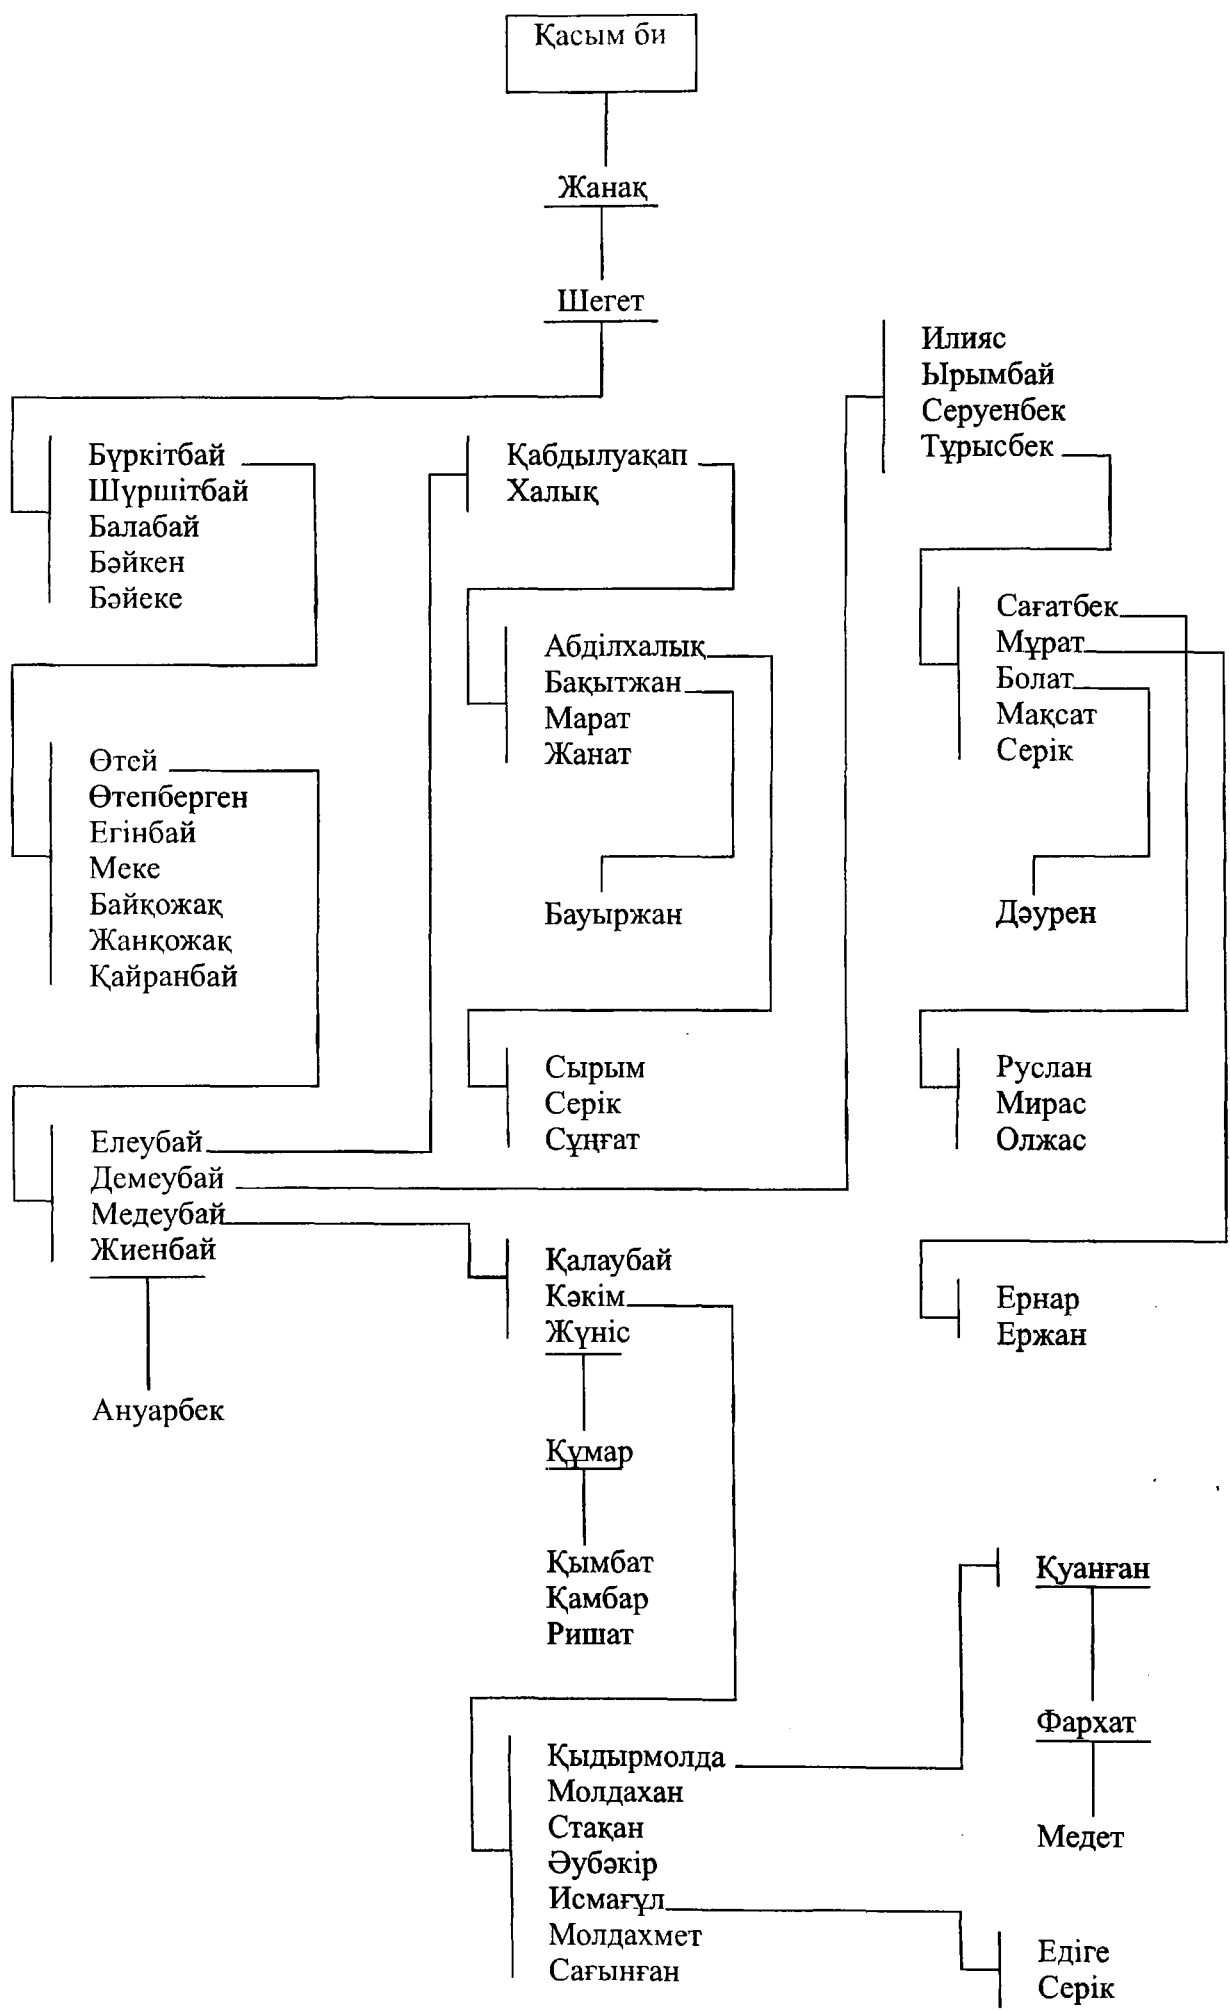 Қасым би
Жанақ
Шегет
Бүркітбай
Шүршітбай
Балабай
Бәйкен
Бәйеке
Өтей
Өтепберген
Егінбай
Меке
Байқожақ
Жанқожақ
Қайранбай
Елеубай
Демеубай
Медеубай
Жиенбай
Ануарбек
Қабдылуақап
Халық
Абділхалық
Бақытжан
Марат
Жанат
Бауыржан
Сырым
Серік
Сұңғат
Қалаубай
Кәкім
Жүніс
Құмар
Қымбат
Қамбар
Ришат
Қыдырмолда
Молдахан
Стақан
Әубәкір
Исмағұл
Молдахмет
Сағынған
Илияс
Ырымбай
Серуенбек
Тұрысбек
Сағатбек
Мұрат
Болат
Мақсат
Серік
Дәурен
Руслан
Мирас
Олжас
Ернар
Ержан
Қуанған
Фархат
Медет
Едіге
Серік